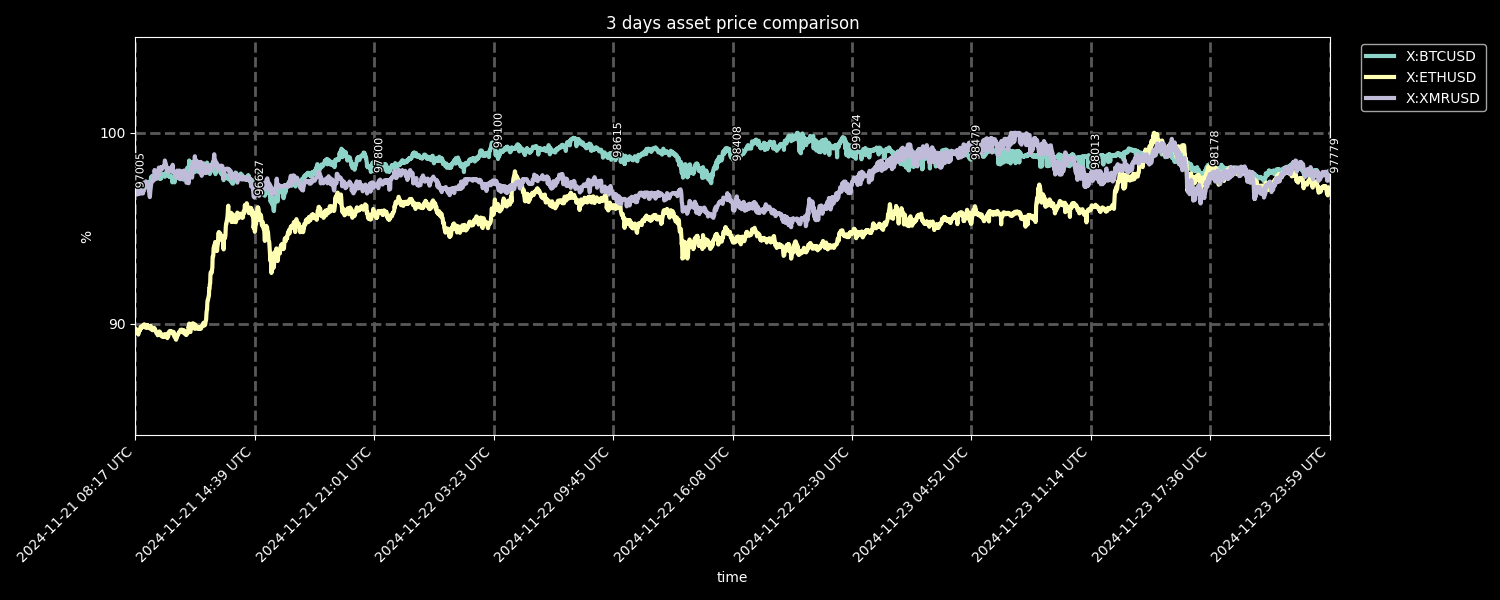 3 days asset price comparison
X:BTCUSD
X:ETHUSD
X:XMRUSD
100
90
%
97005
96627
97800
99100
98615
98408
99024
98479
98013
98178
97779
2024-11-21 08:17 UTC
2024-11-21 14:39 UTC
2024-11-21 21:01 UTC
2024-11-22 03:23 UTC
2024-11-22 09:45 UTC
2024-11-22 16:08 UTC
2024-11-22 22:30 UTC
2024-11-23 04:52 UTC
2024-11-23 11:14 UTC
2024-11-23 17:36 UTC
2024-11-23 23:59 UTC
time